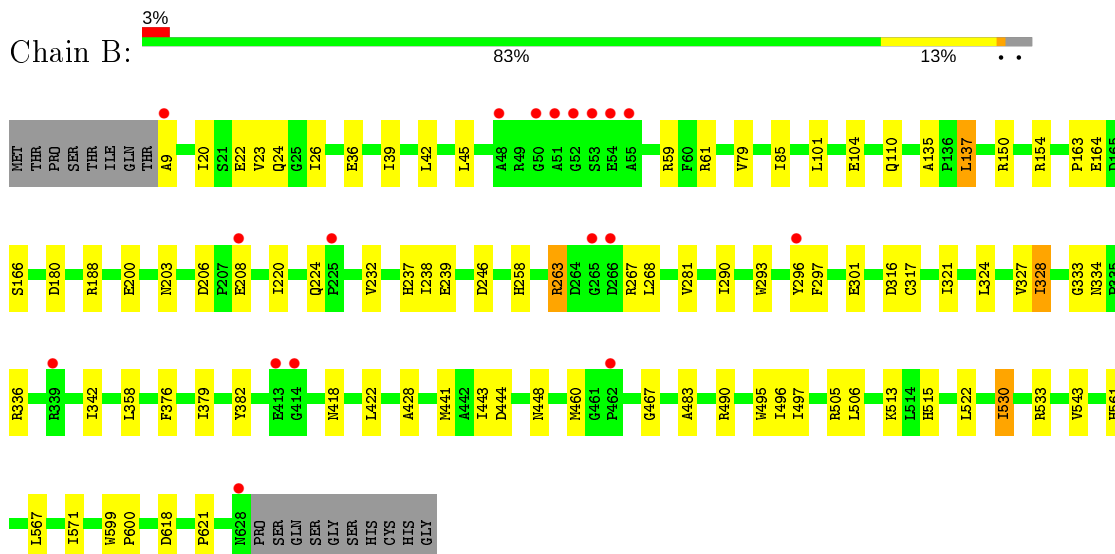 3%
Chain B:
83% 13% • •
MET THR PRO SER THR ILE GLN THR A9 I20 S21 E22 V23 Q24 G25 I26 E36 I39 L42 L45 A48 R49 G50 A51 G52 S53 E54 A55 R59 F60 R61 V79 I85 L101 E104 Q110 A135 P136 L137 R150 R154 P163 E164 D165
S166 D180 R188 E200 N203 D206 P207 E208 I220 Q224 P225 V232 H237 I238 E239 D246 H258 R263 D264 G265 D266 R267 L268 V281 I290 W293 Y296 F297 E301 D316 C317 I321 L324 V327 I328 G333 N334 P335
R336 R339 I342 L358 F376 I379 Y382 E413 G414 N418 L422 A428 M441 A442 I443 D444 N448 M460 G461 P462 G467 A483 R490 W495 I496 I497 R505 L506 K513 L514 H515 L522 I530 R533 V543 H561
L567 I571 W599 P600 D618 P621 N628 PRO SER GLN SER GLY SER HIS CYS HIS GLY